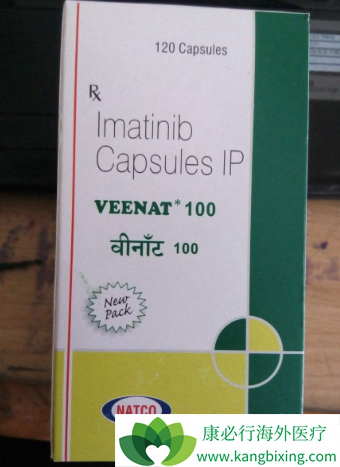 120 Capsules
Rx
Imatinib
Capsules IP
VEENAT* 100
वीनाँट 100
New
Pack
NATCO
康必行海外医疗
www.kangbixing.com